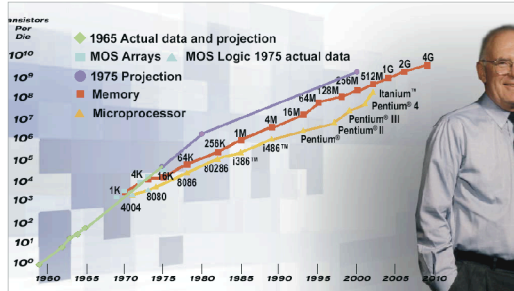 ansistors
Per
Die
1965 Actual data and projection
MOS Arrays MOS Logic 1975 actual data
1975 Projection
Memory
Microprocessor
10¹⁰
10⁹
10⁸
10⁷
10⁶
10⁵
10⁴
10³
10²
10¹
10⁰
1K
4K
16K
64K
256K
1M
4M
16M
64M
128M
256M
512M
1G
2G
4G
4004
8080
8086
80286
i386™
i486™
Pentium®
Pentium® II
Pentium® III
Pentium® 4
Itanium™
1960 1965 1970 1975 1980 1985 1990 1995 2000 2005 2010